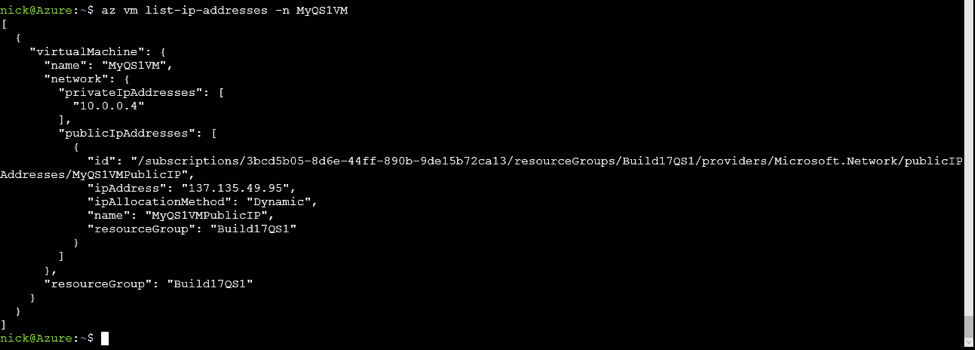 nick@Azure:~$ az vm list-ip-addresses -n MyQS1VM
[
  {
    "virtualMachine": {
      "name": "MyQS1VM",
      "network": {
        "privateIpAddresses": [
          "10.0.0.4"
        ],
        "publicIpAddresses": [
          {
            "id": "/subscriptions/3bcd5b05-8d6e-44ff-890b-9de15b72ca13/resourceGroups/Build17QS1/providers/Microsoft.Network/publicIP
Addresses/MyQS1VMPublicIP",
            "ipAddress": "137.135.49.95",
            "ipAllocationMethod": "Dynamic",
            "name": "MyQS1VMPublicIP",
            "resourceGroup": "Build17QS1"
          }
        ]
      },
      "resourceGroup": "Build17QS1"
    }
  }
]
nick@Azure:~$